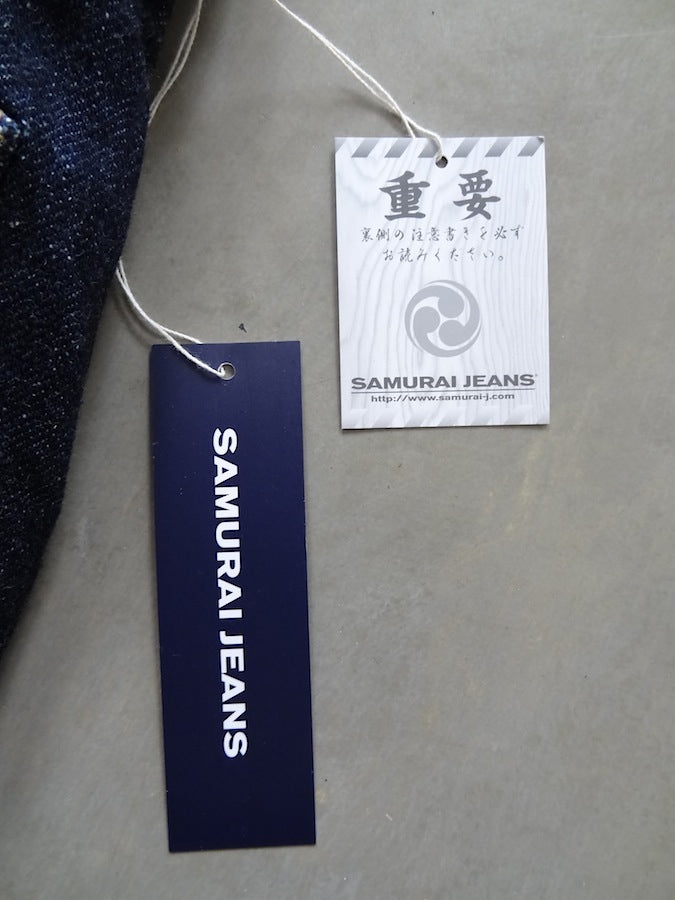 重要
裏側の注意書きを必ず
お読みください。
SAMURAI JEANS®
http://www.samurai-j.com
SAMURAI JEANS